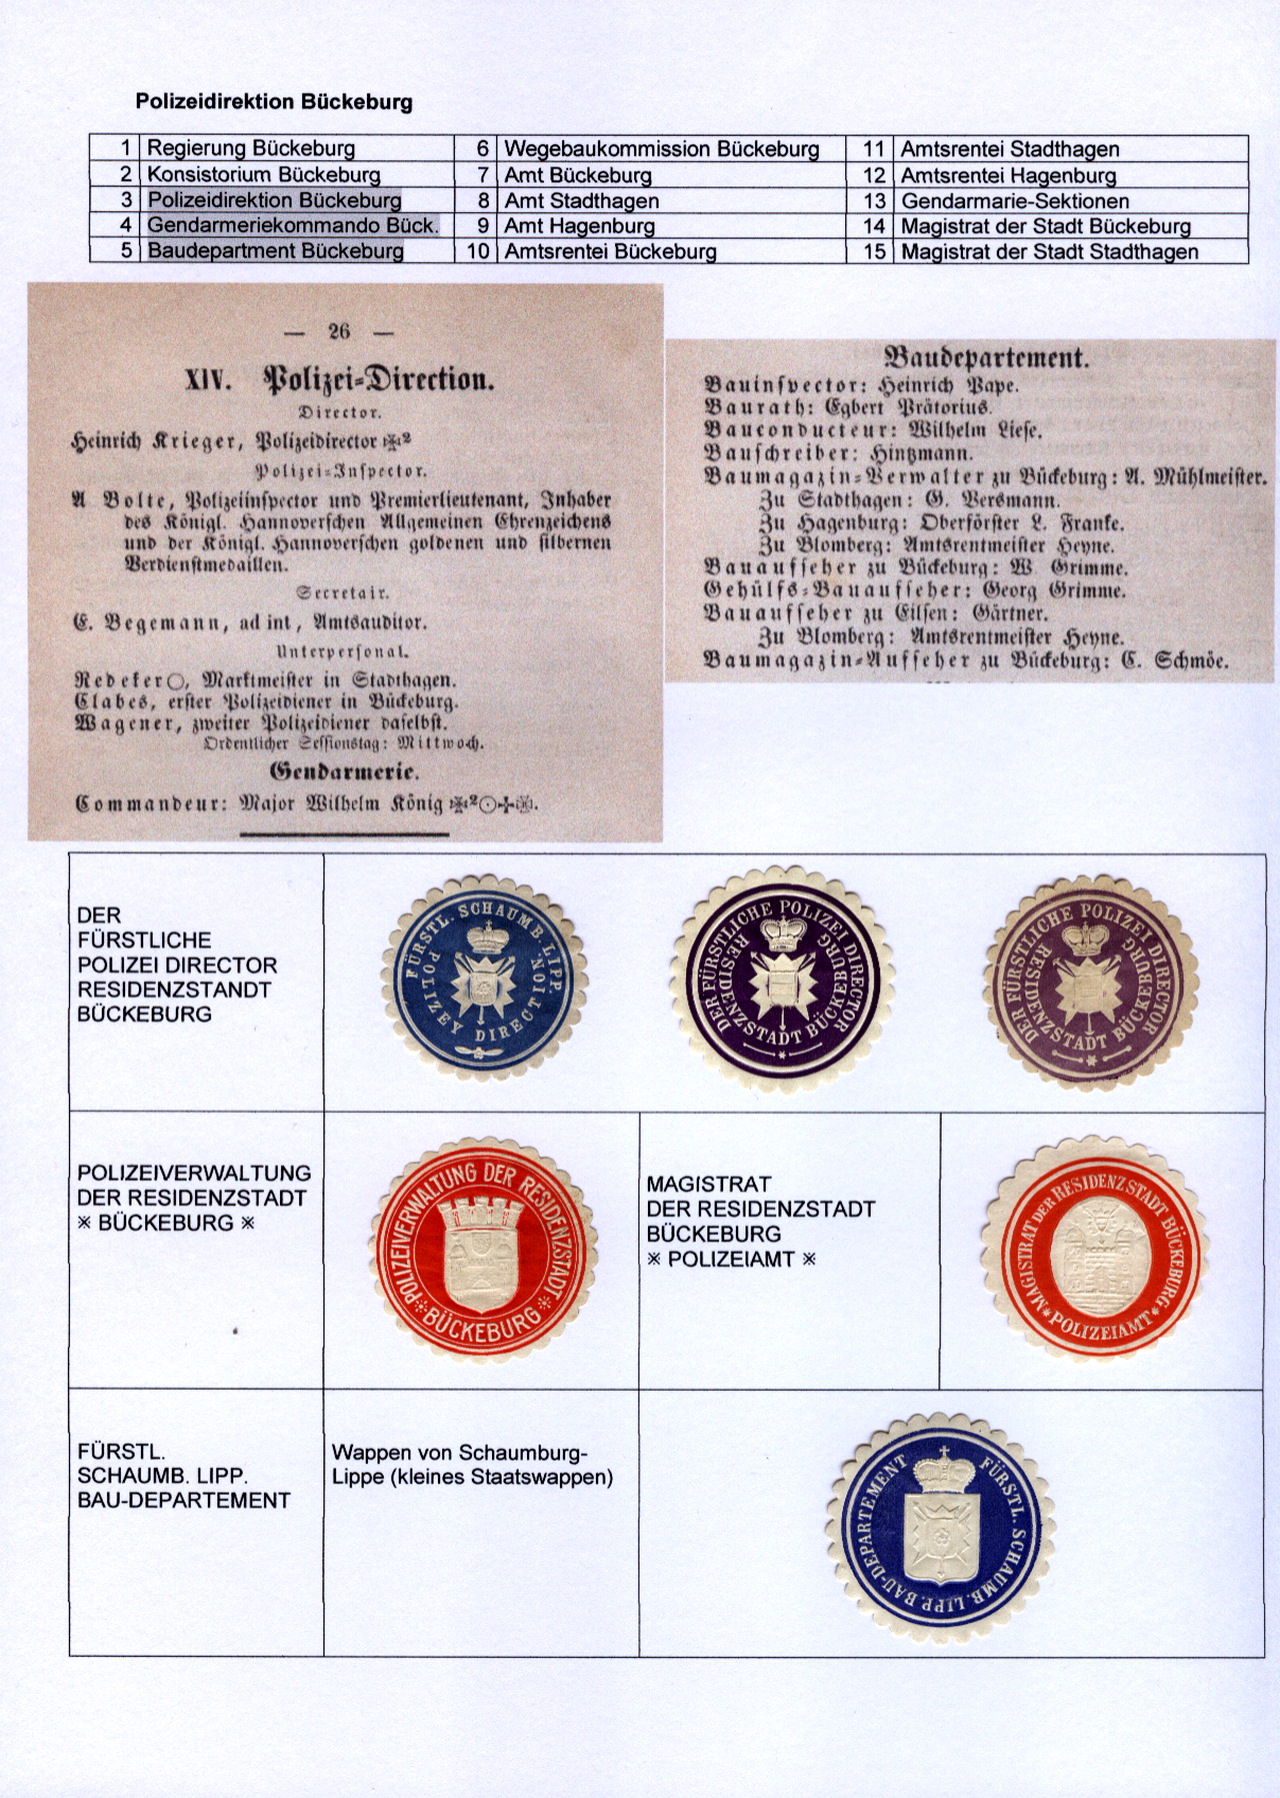 Polizeidirektion Bückeburg
1 Regierung Bückeburg 6 Wegebaukommission Bückeburg 11 Amtsrentei Stadthagen
2 Konsistorium Bückeburg 7 Amt Bückeburg 12 Amtsrentei Hagenburg
3 Polizeidirektion Bückeburg 8 Amt Stadthagen 13 Gendarmarie-Sektionen
4 Gendarmeriekommando Bück. 9 Amt Hagenburg 14 Magistrat der Stadt Bückeburg
5 Baudepartment Bückeburg 10 Amtsrentei Bückeburg 15 Magistrat der Stadt Stadthagen
— 26 —
XIV. Polizei-Direction.
Director.
Heinrich Krieger, Polizeidirector ✠2
Polizei-Inspector.
A Bolte, Polizeiinspector und Premierlieutenant, Inhaber
des Königl. Hannoverschen Allgemeinen Ehrenzeichens
und der Königl. Hannoverschen goldenen und silbernen
Verdienstmedaillen.
Secretair.
E. Begemann, ad int, Amtsauditor.
Unterpersonal.
Redeker○, Marktmeister in Stadthagen.
Clabes, erster Polizeidiener in Bückeburg.
Wagener, zweiter Polizeidiener daselbst.
Ordentlicher Sessionstag: Mittwoch.
Gendarmerie.
Commandeur: Major Wilhelm König ✠2⊙✢※.
Baudepartement.
Bauinspector: Heinrich Pape.
Baurath: Egbert Prätorius.
Bauconducteur: Wilhelm Liese.
Bauschreiber: Hintzmann.
Baumagazin-Verwalter zu Bückeburg: A. Mühlmeister.
Zu Stadthagen: G. Versmann.
Zu Hagenburg: Oberförster L. Franke.
Zu Blomberg: Amtsrentmeister Heyne.
Bauaufseher zu Bückeburg: W. Grimme.
Gehülfs-Bauaufseher: Georg Grimme.
Bauaufseher zu Eilsen: Gärtner.
Zu Blomberg: Amtsrentmeister Heyne.
Baumagazin-Aufseher zu Bückeburg: C. Schmöe.
DER
FÜRSTLICHE
POLIZEI DIRECTOR
RESIDENZSTANDT
BÜCKEBURG
FÜRSTL. SCHAUMB. LIPP.
POLIZEY DIRECTION.
DER FÜRSTLICHE POLIZEI DIRECTOR
RESIDENZSTADT BÜCKEBURG
DER FÜRSTLICHE POLIZEI DIRECTOR
RESIDENZSTADT BÜCKEBURG
POLIZEIVERWALTUNG
DER RESIDENZSTADT
※ BÜCKEBURG ※
POLIZEIVERWALTUNG DER RESIDENZSTADT
※ BÜCKEBURG ※
MAGISTRAT
DER RESIDENZSTADT
BÜCKEBURG
※ POLIZEIAMT ※
MAGISTRAT DER RESIDENZSTADT BÜCKEBURG
* POLIZEIAMT *
FÜRSTL.
SCHAUMB. LIPP.
BAU-DEPARTEMENT
Wappen von Schaumburg-
Lippe (kleines Staatswappen)
FÜRSTL. SCHAUMB. LIPP. BAU-DEPARTEMENT